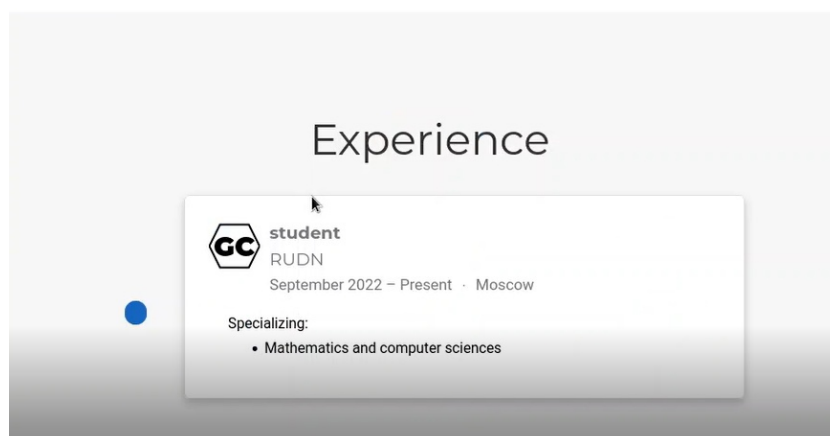 Experience
GC
student
RUDN
September 2022 – Present · Moscow
Specializing:
• Mathematics and computer sciences